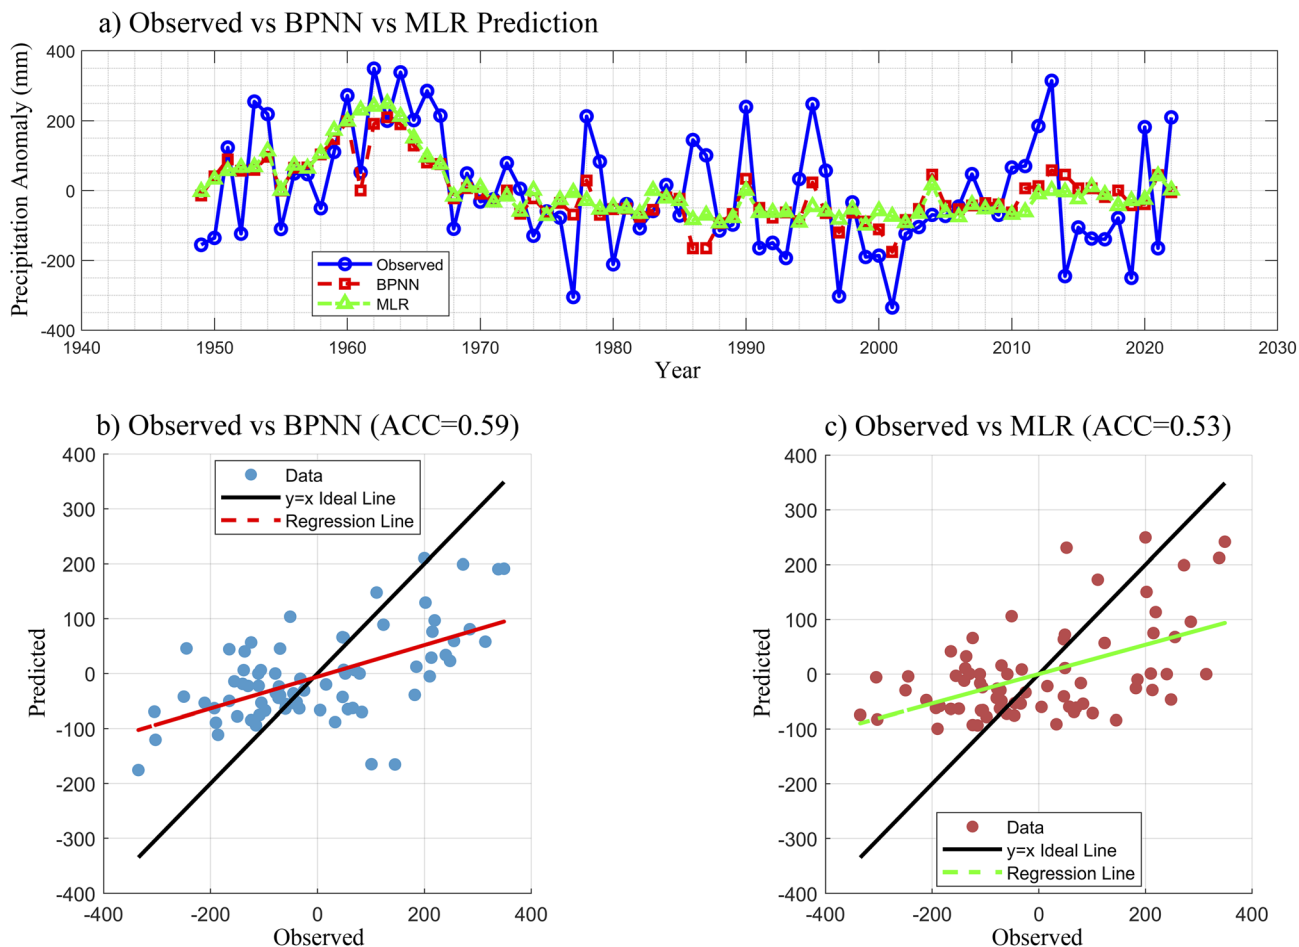 a) Observed vs BPNN vs MLR Prediction
Precipitation Anomaly (mm)
400
200
0
-200
-400
Observed
BPNN
MLR
1940 1950 1960 1970 1980 1990 2000 2010 2020 2030
Year
b) Observed vs BPNN (ACC=0.59)
Predicted
400
300
200
100
0
-100
-200
-300
-400
Data
y=x Ideal Line
Regression Line
-400 -200 0 200 400
Observed
c) Observed vs MLR (ACC=0.53)
Predicted
400
300
200
100
0
-100
-200
-300
-400
Data
y=x Ideal Line
Regression Line
-400 -200 0 200 400
Observed